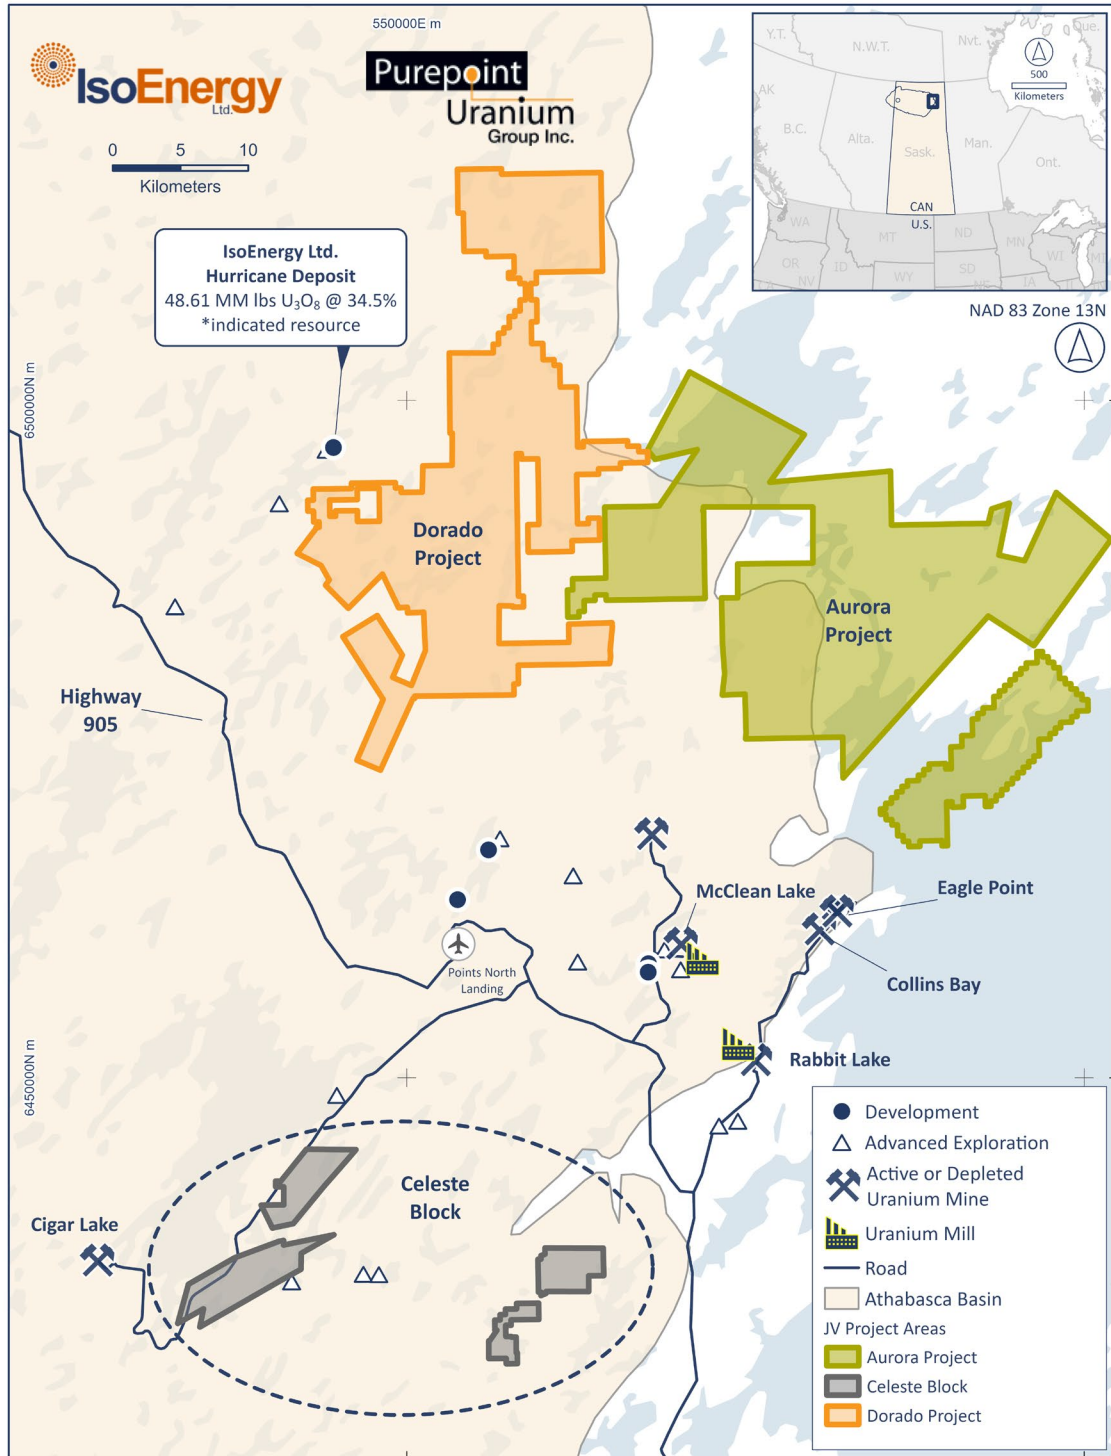 550000E m
IsoEnergy
Ltd.
Purepoint
Uranium
Group Inc.
0 5 10
Kilometers
Y.T.
N.W.T.
Nvt.
Que.
500
Kilometers
AK
B.C.
Alta.
Sask.
Man.
Ont.
CAN
U.S.
WA
MT
ND
MN
OR
ID
WY
SD
WI
MI
NV
IA
NAD 83 Zone 13N
IsoEnergy Ltd.
Hurricane Deposit
48.61 MM lbs U₃O₈ @ 34.5%
*indicated resource
6500000N m
Dorado
Project
Aurora
Project
Highway
905
McClean Lake
Eagle Point
Points North
Landing
Collins Bay
Rabbit Lake
6450000N m
Celeste
Block
Cigar Lake
Development
Advanced Exploration
Active or Depleted
Uranium Mine
Uranium Mill
Road
Athabasca Basin
JV Project Areas
Aurora Project
Celeste Block
Dorado Project